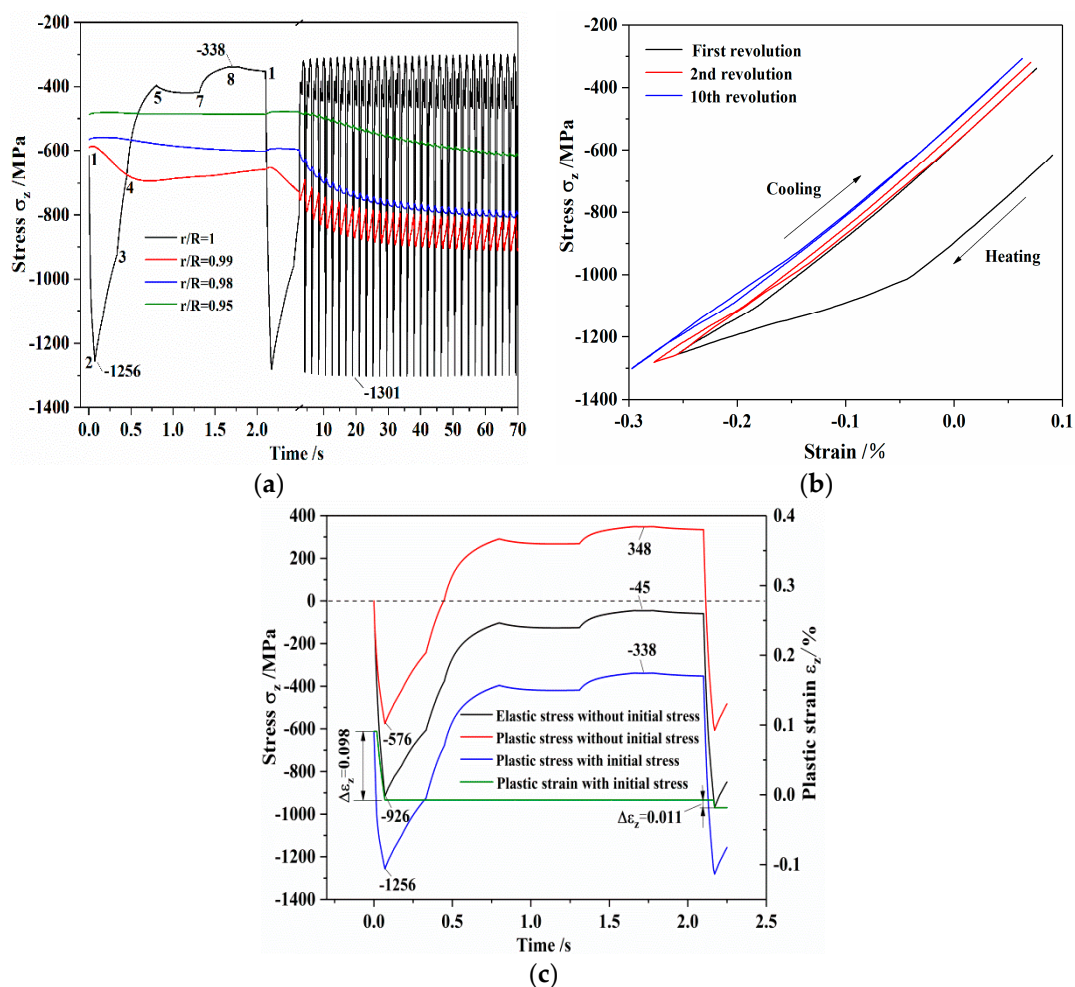 -200
-300
-400
-600
-800
-1000
-1200
-1400
Stress σz /MPa
-338
8
1
5
7
1
4
3
r/R=1
r/R=0.99
r/R=0.98
r/R=0.95
2
-1256
-1301
0.0 0.5 1.0 1.5 2.0 10 20 30 40 50 60 70
Time /s
(a)
-200
-400
-600
-800
-1000
-1200
-1400
Stress σz /MPa
First revolution
2nd revolution
10th revolution
Cooling
Heating
-0.3 -0.2 -0.1 0.0 0.1
Strain /%
(b)
400
200
0
-200
-400
-600
-800
-1000
-1200
-1400
Stress σz /MPa
348
-45
-338
Elastic stress without initial stress
Plastic stress without initial stress
Plastic stress with initial stress
Plastic strain with initial stress
-576
Δεz=0.098
-926
Δεz=0.011
-1256
0.4
0.3
0.2
0.1
0.0
-0.1
Plastic strain εz/%
0.0 0.5 1.0 1.5 2.0 2.5
Time /s
(c)